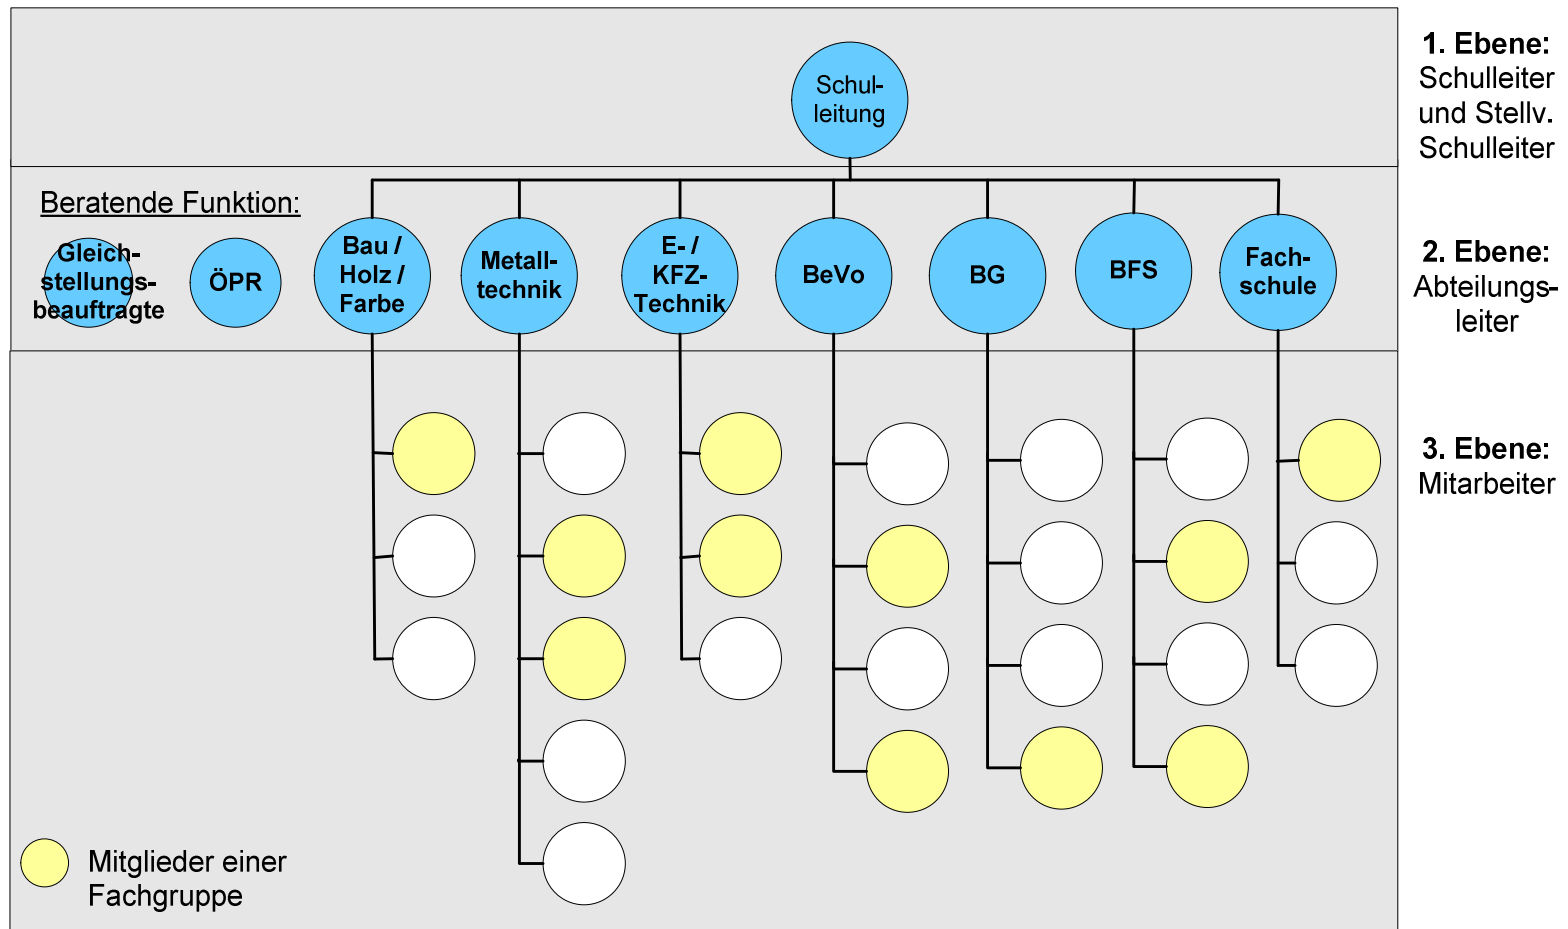 Schul-
leitung
1. Ebene:
Schulleiter
und Stellv.
Schulleiter
Beratende Funktion:
Gleich-
stellungs-
beauftragte
ÖPR
Bau /
Holz /
Farbe
Metall-
technik
E- /
KFZ-
Technik
BeVo
BG
BFS
Fach-
schule
2. Ebene:
Abteilungs-
leiter
3. Ebene:
Mitarbeiter
Mitglieder einer
Fachgruppe